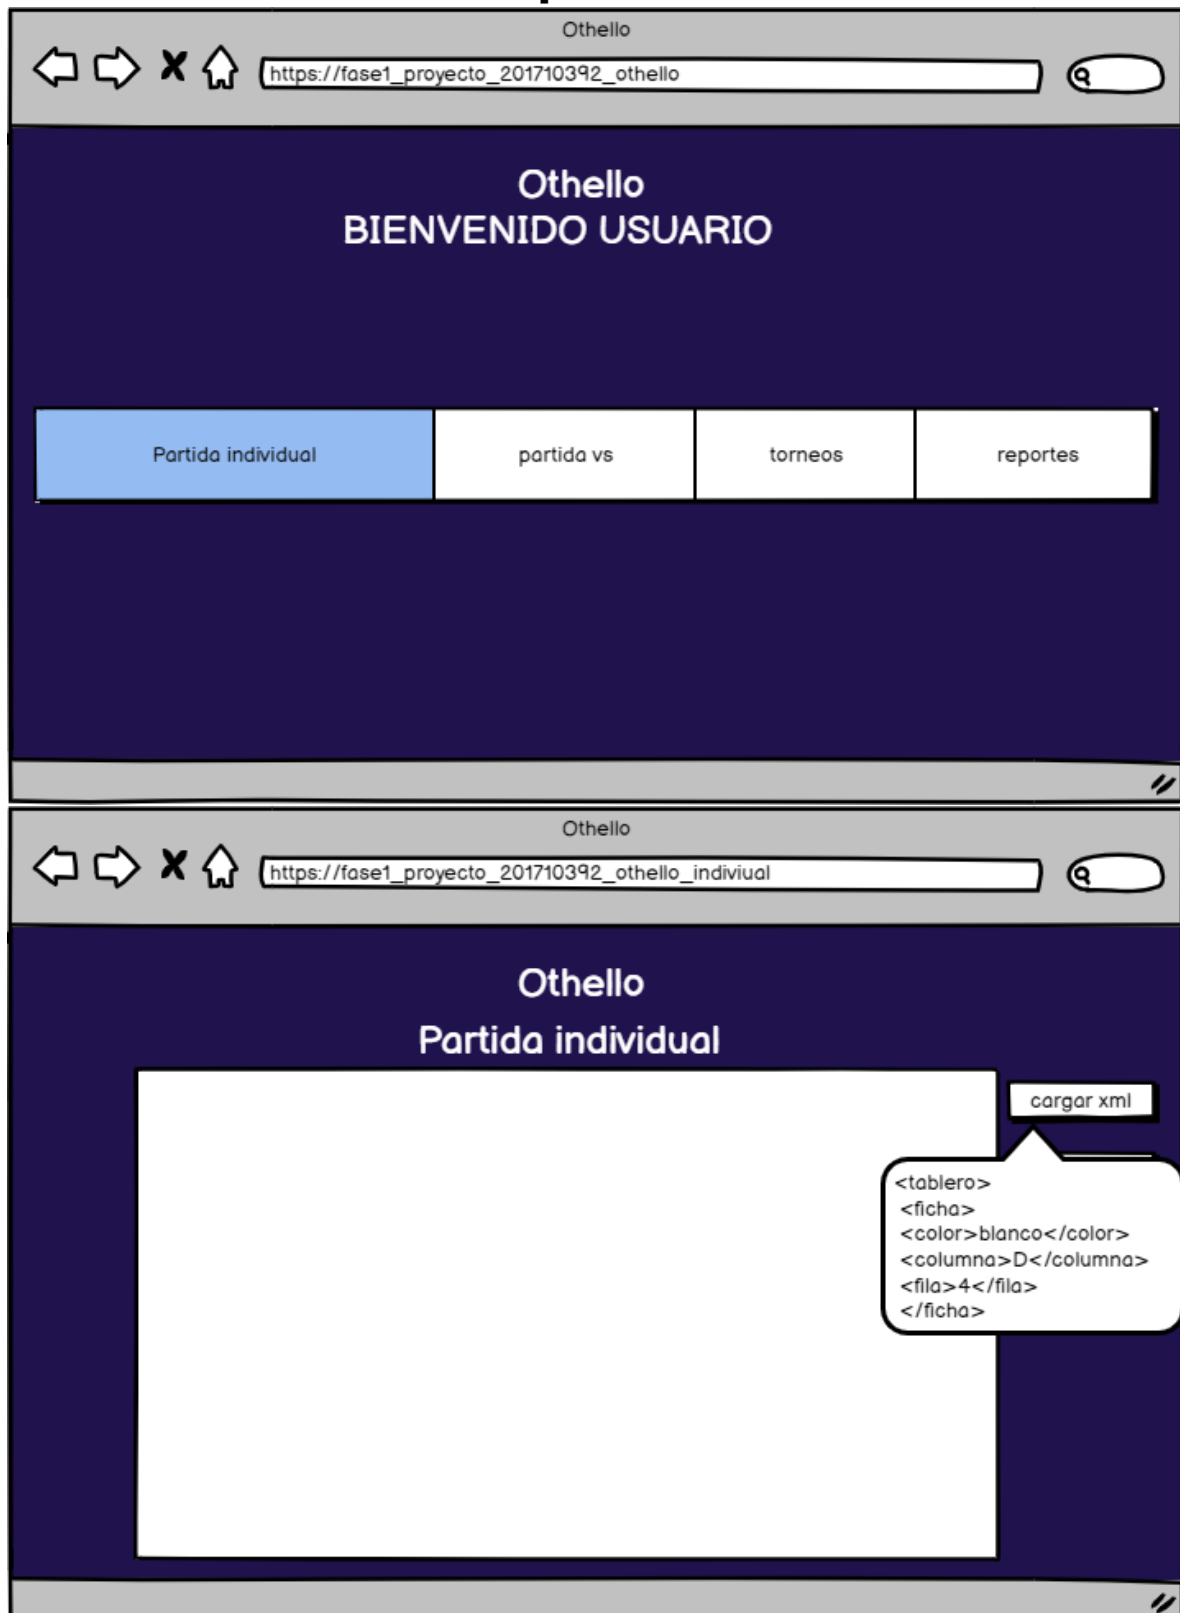 Othello
https://fase1_proyecto_201710392_othello
Othello
BIENVENIDO USUARIO
Partida individual
partida vs
torneos
reportes
Othello
https://fase1_proyecto_201710392_othello_indiviual
Othello
Partida individual
cargar xml
<tablero>
<ficha>
<color>blanco</color>
<columna>D</columna>
<fila>4</fila>
</ficha>